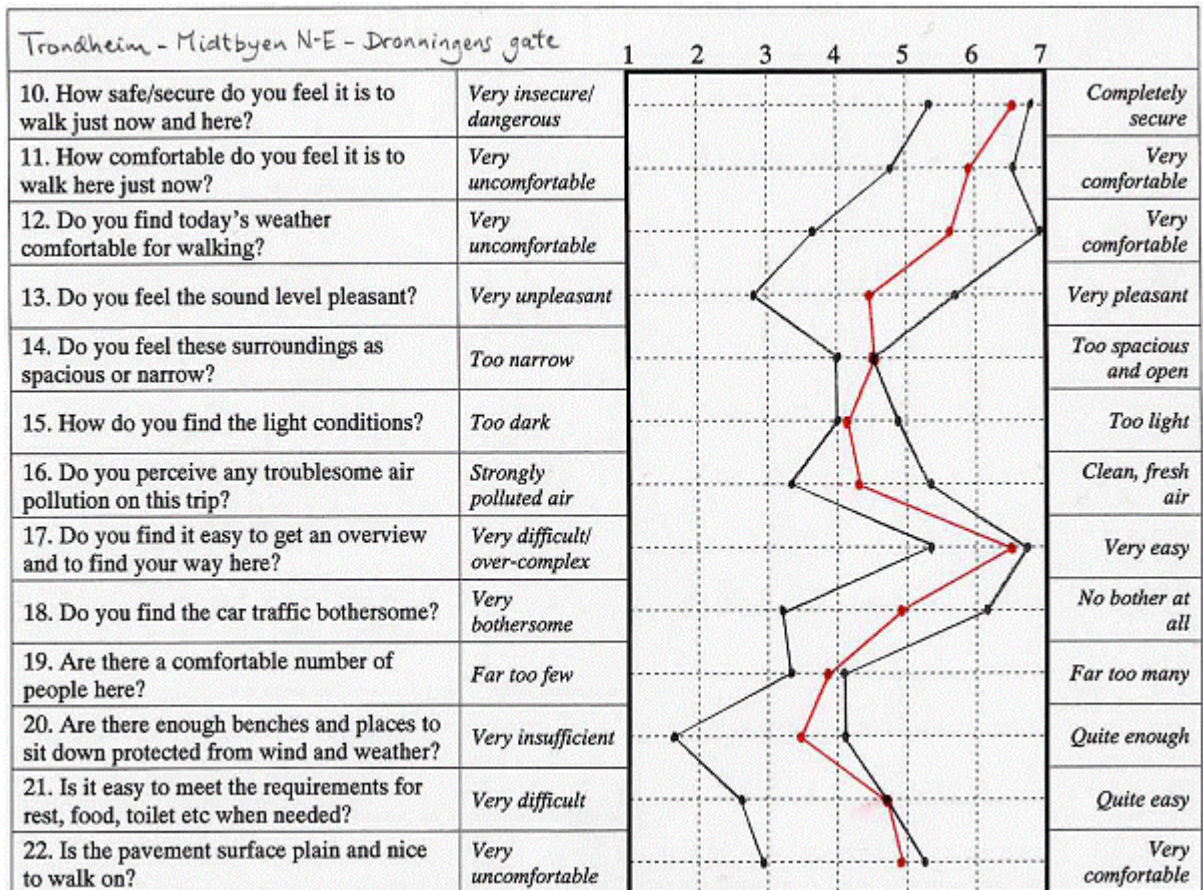 Trondheim - Midtbyen N-E - Dronningens gate
1 2 3 4 5 6 7
10. How safe/secure do you feel it is to
walk just now and here?
Very insecure/
dangerous
Completely
secure
11. How comfortable do you feel it is to
walk here just now?
Very
uncomfortable
Very
comfortable
12. Do you find today's weather
comfortable for walking?
Very
uncomfortable
Very
comfortable
13. Do you feel the sound level pleasant?
Very unpleasant
Very pleasant
14. Do you feel these surroundings as
spacious or narrow?
Too narrow
Too spacious
and open
15. How do you find the light conditions?
Too dark
Too light
16. Do you perceive any troublesome air
pollution on this trip?
Strongly
polluted air
Clean, fresh
air
17. Do you find it easy to get an overview
and to find your way here?
Very difficult/
over-complex
Very easy
18. Do you find the car traffic bothersome?
Very
bothersome
No bother at
all
19. Are there a comfortable number of
people here?
Far too few
Far too many
20. Are there enough benches and places to
sit down protected from wind and weather?
Very insufficient
Quite enough
21. Is it easy to meet the requirements for
rest, food, toilet etc when needed?
Very difficult
Quite easy
22. Is the pavement surface plain and nice
to walk on?
Very
uncomfortable
Very
comfortable